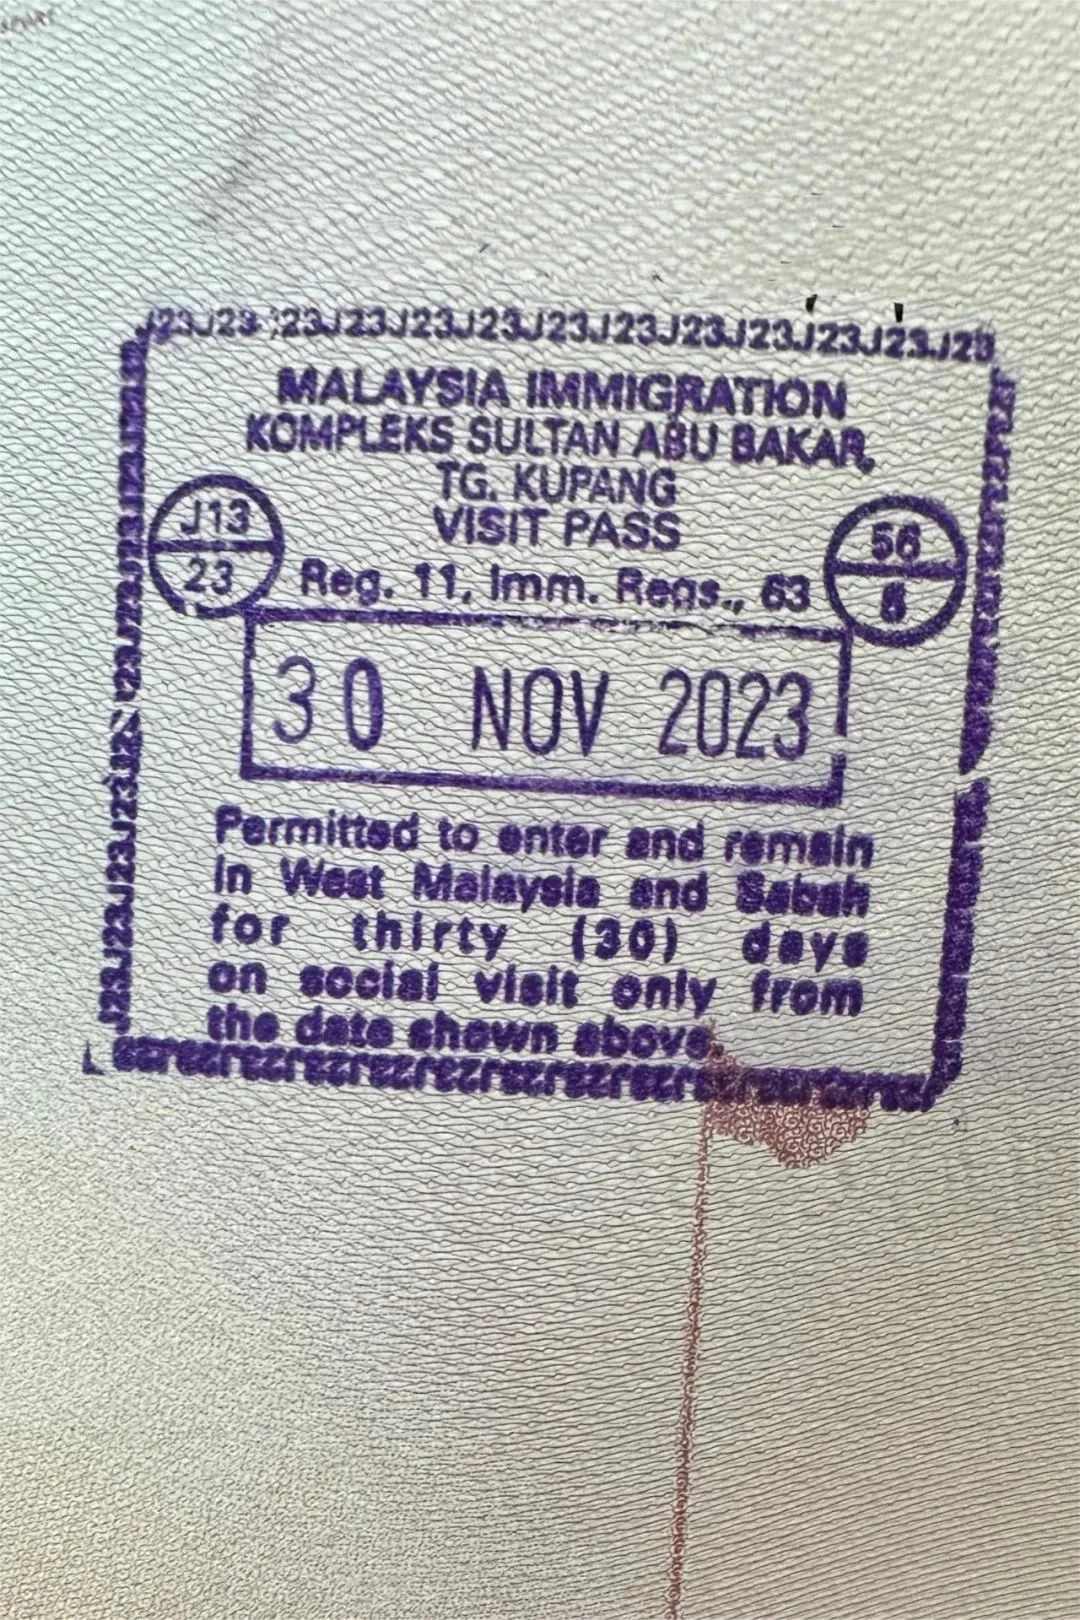 J23J23 J23J23J23J23J23J23J23J23J23J23J23
MALAYSIA IMMIGRATION
KOMPLEKS SULTAN ABU BAKAR,
TG. KUPANG
VISIT PASS
J13
23
56
Reg. 11, Imm. Regs., 63
30 NOV 2023
Permitted to enter and remain
in West Malaysia and Sabah
for thirty (30) days
on social visit only from
the date shown above.